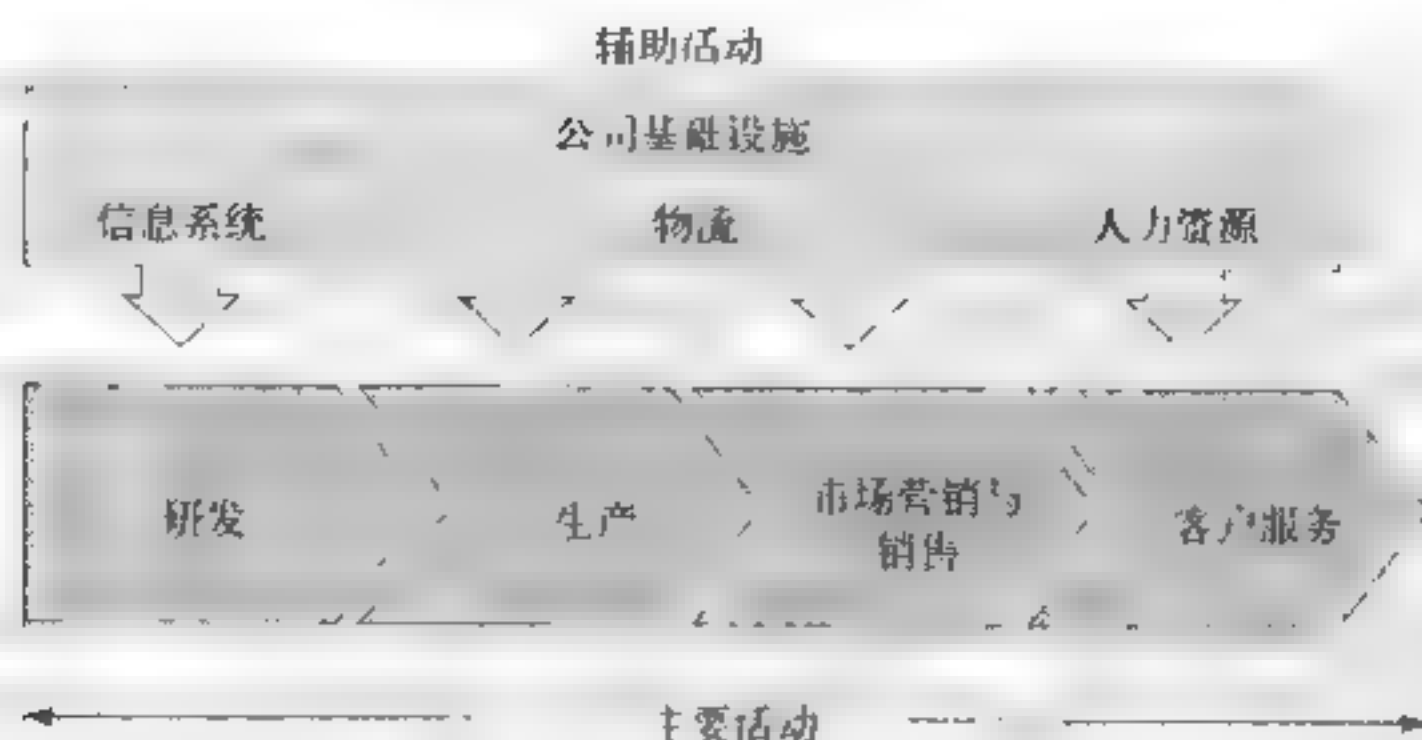 辅助活动
公司基础设施
信息系统
物流
人力资源
研发
生产
市场营销与
销售
客户服务
主要活动